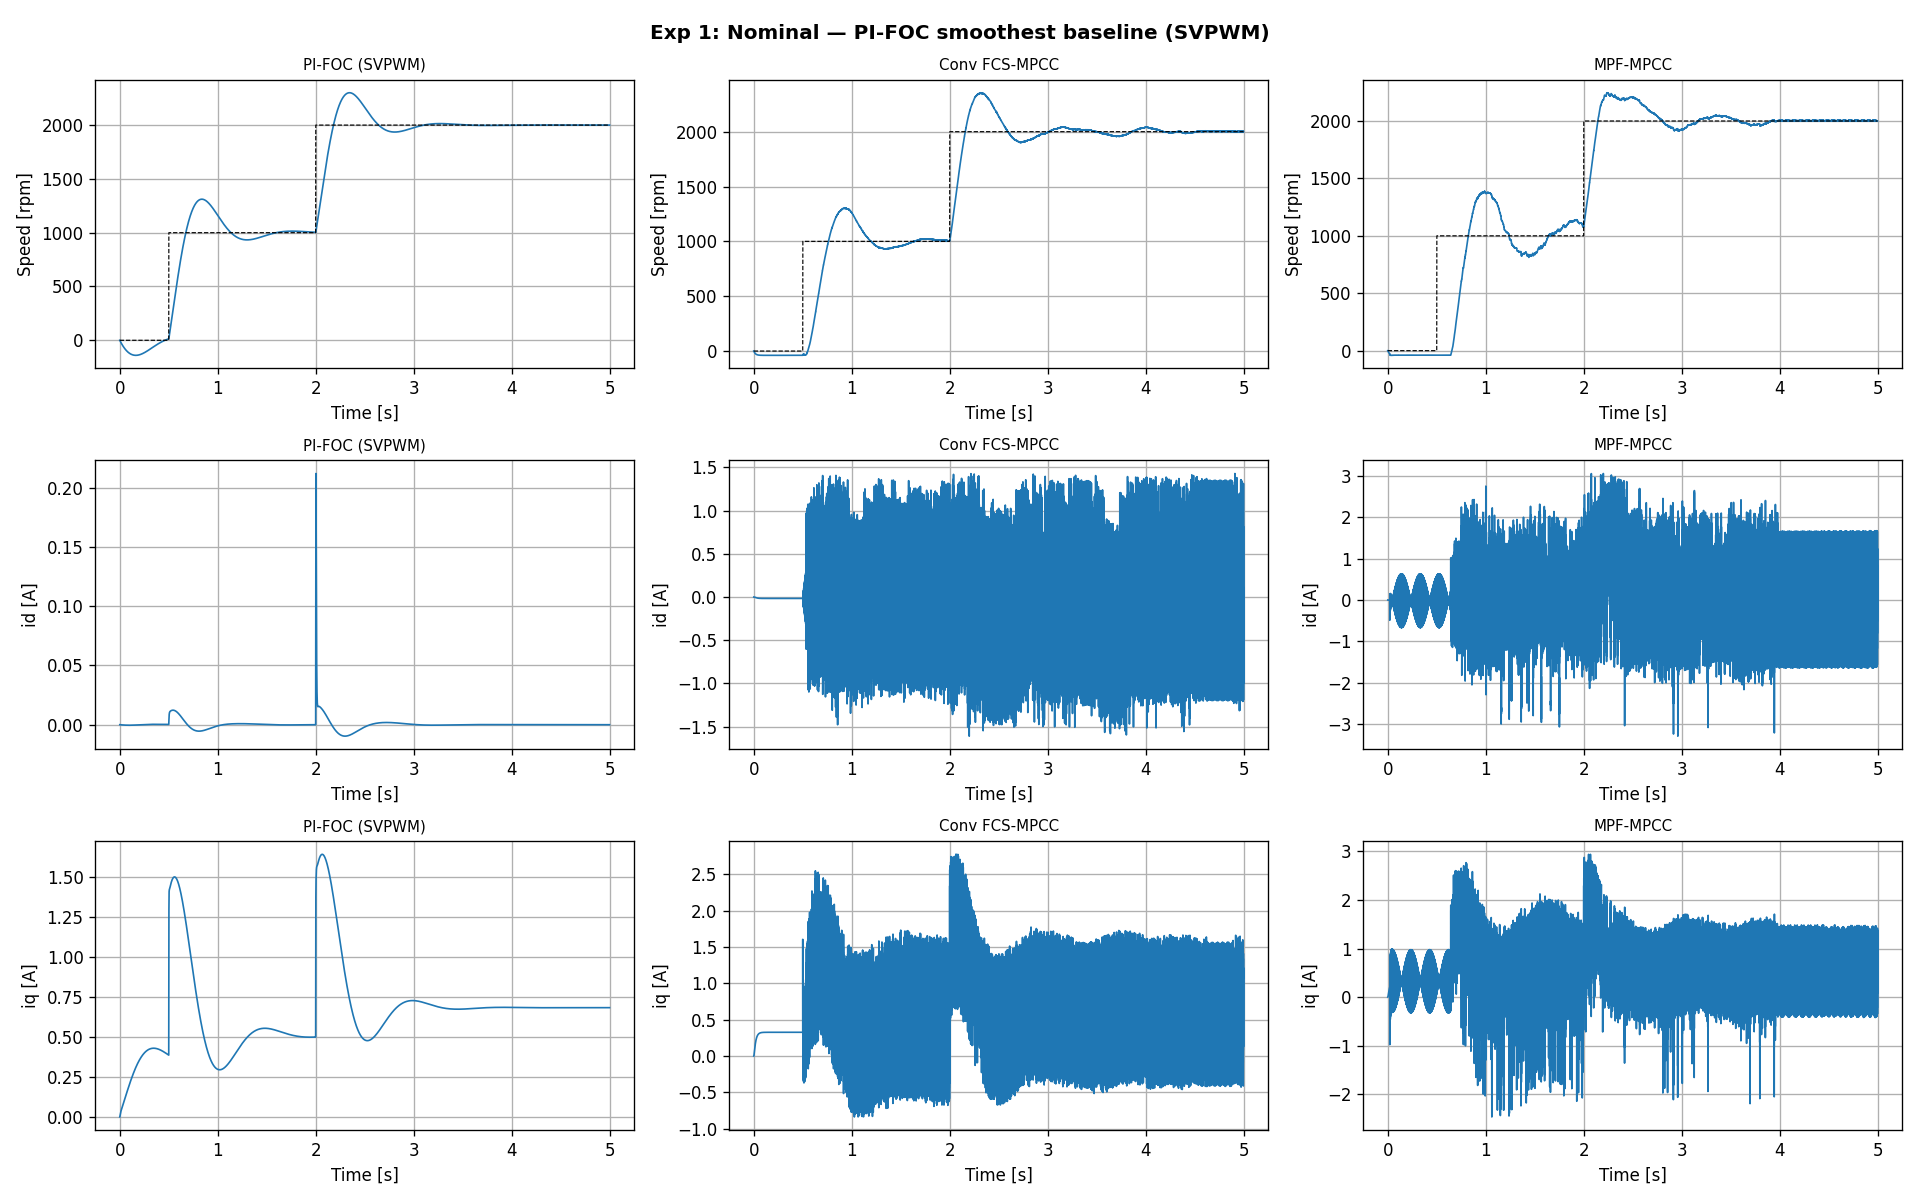 Exp 1: Nominal — PI-FOC smoothest baseline (SVPWM)
PI-FOC (SVPWM)
Speed [rpm]
2000
1500
1000
500
0
0 1 2 3 4 5
Time [s]
Conv FCS-MPCC
Speed [rpm]
2000
1500
1000
500
0
0 1 2 3 4 5
Time [s]
MPF-MPCC
Speed [rpm]
2000
1500
1000
500
0
0 1 2 3 4 5
Time [s]
PI-FOC (SVPWM)
id [A]
0.20
0.15
0.10
0.05
0.00
0 1 2 3 4 5
Time [s]
Conv FCS-MPCC
id [A]
1.5
1.0
0.5
0.0
−0.5
−1.0
−1.5
0 1 2 3 4 5
Time [s]
MPF-MPCC
id [A]
3
2
1
0
−1
−2
−3
0 1 2 3 4 5
Time [s]
PI-FOC (SVPWM)
iq [A]
1.50
1.25
1.00
0.75
0.50
0.25
0.00
0 1 2 3 4 5
Time [s]
Conv FCS-MPCC
iq [A]
2.5
2.0
1.5
1.0
0.5
0.0
−0.5
−1.0
0 1 2 3 4 5
Time [s]
MPF-MPCC
iq [A]
3
2
1
0
−1
−2
0 1 2 3 4 5
Time [s]